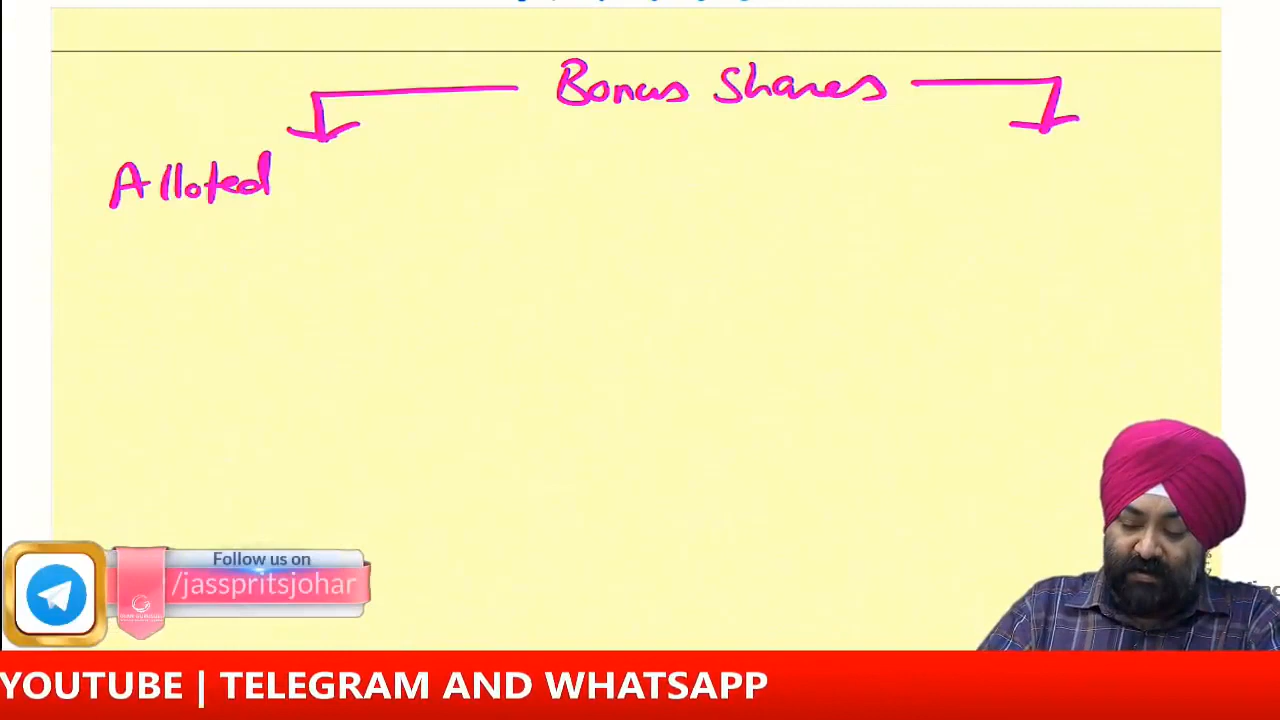 Bonus Shares
Alloted
Follow us on
/jasspritsjohar
YOUTUBE | TELEGRAM AND WHATSAPP